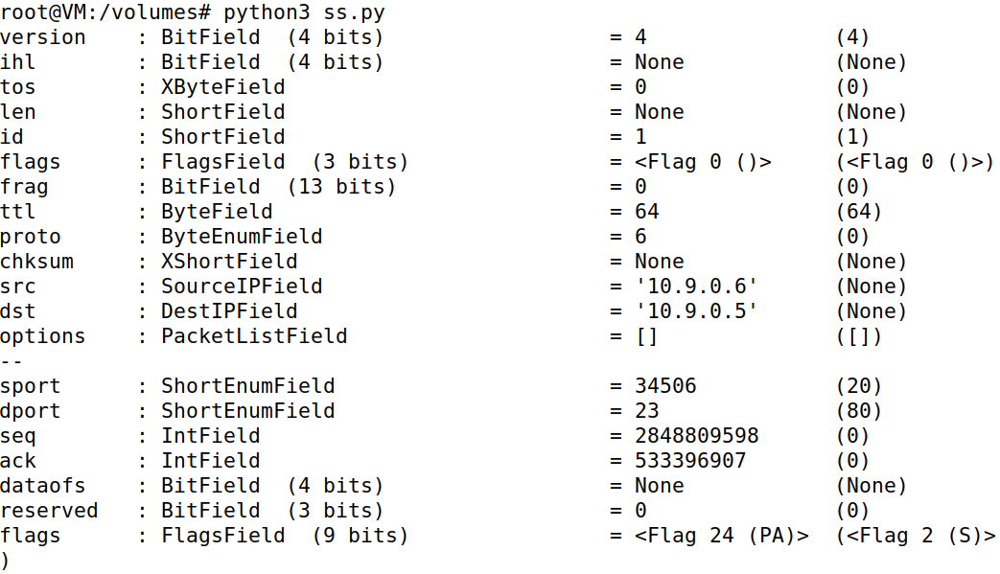 root@VM:/volumes# python3 ss.py
version    : BitField  (4 bits)                  = 4               (4)
ihl        : BitField  (4 bits)                  = None            (None)
tos        : XByteField                          = 0               (0)
len        : ShortField                          = None            (None)
id         : ShortField                          = 1               (1)
flags      : FlagsField  (3 bits)                = <Flag 0 ()>     (<Flag 0 ()>)
frag       : BitField  (13 bits)                 = 0               (0)
ttl        : ByteField                           = 64              (64)
proto      : ByteEnumField                       = 6               (0)
chksum     : XShortField                         = None            (None)
src        : SourceIPField                       = '10.9.0.6'      (None)
dst        : DestIPField                         = '10.9.0.5'      (None)
options    : PacketListField                     = []              ([])
--
sport      : ShortEnumField                      = 34506           (20)
dport      : ShortEnumField                      = 23              (80)
seq        : IntField                            = 2848809598      (0)
ack        : IntField                            = 533396907       (0)
dataofs    : BitField  (4 bits)                  = None            (None)
reserved   : BitField  (3 bits)                  = 0               (0)
flags      : FlagsField  (9 bits)                = <Flag 24 (PA)>  (<Flag 2 (S)>
)